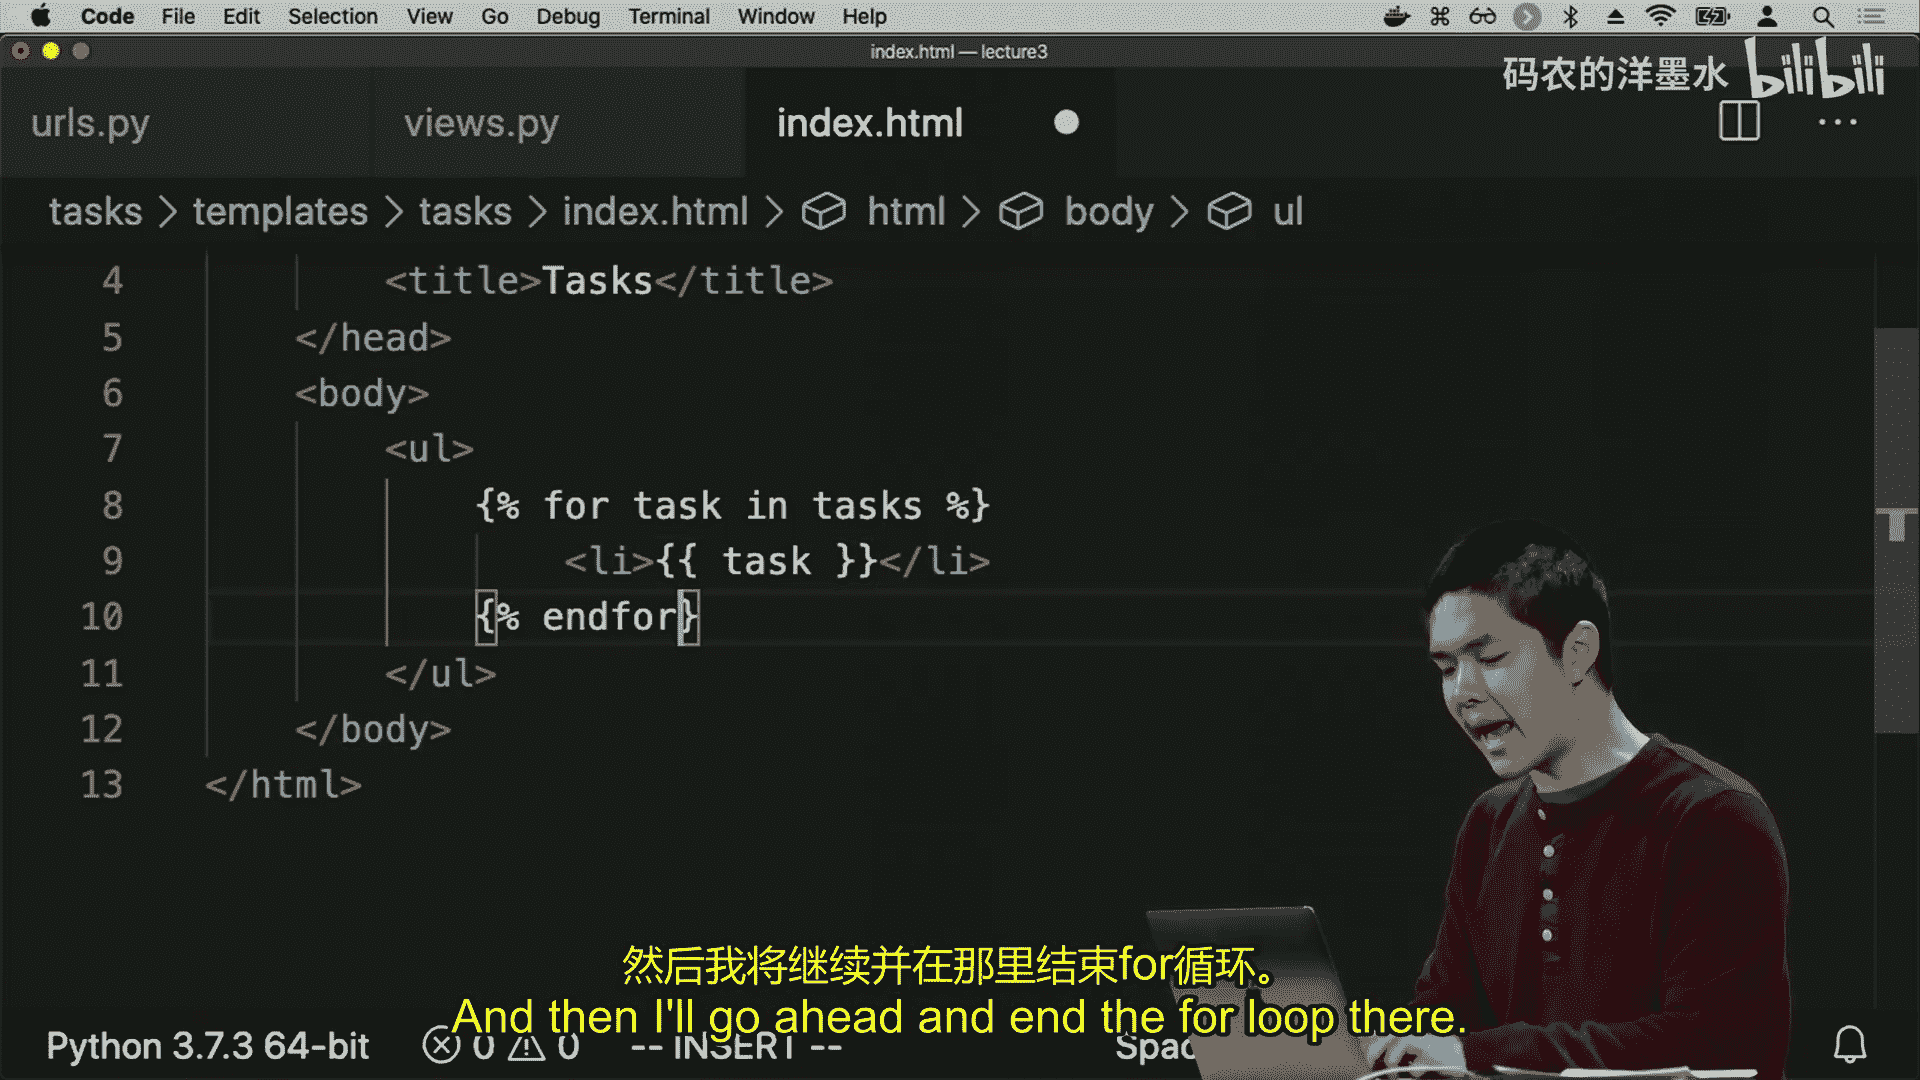 Code File Edit Selection View Go Debug Terminal Window Help
index.html — lecture3
码农的洋墨水 bilibili
urls.py views.py index.html
tasks > templates > tasks > index.html > html > body > ul
4 <title>Tasks</title>
5 </head>
6 <body>
7 <ul>
8 {% for task in tasks %}
9 <li>{{ task }}</li>
10 {% endfor}
11 </ul>
12 </body>
13 </html>
然后我将继续并在那里结束for循环。
And then I'll go ahead and end the for loop there.
Python 3.7.3 64-bit 0 0 -- INSERT --